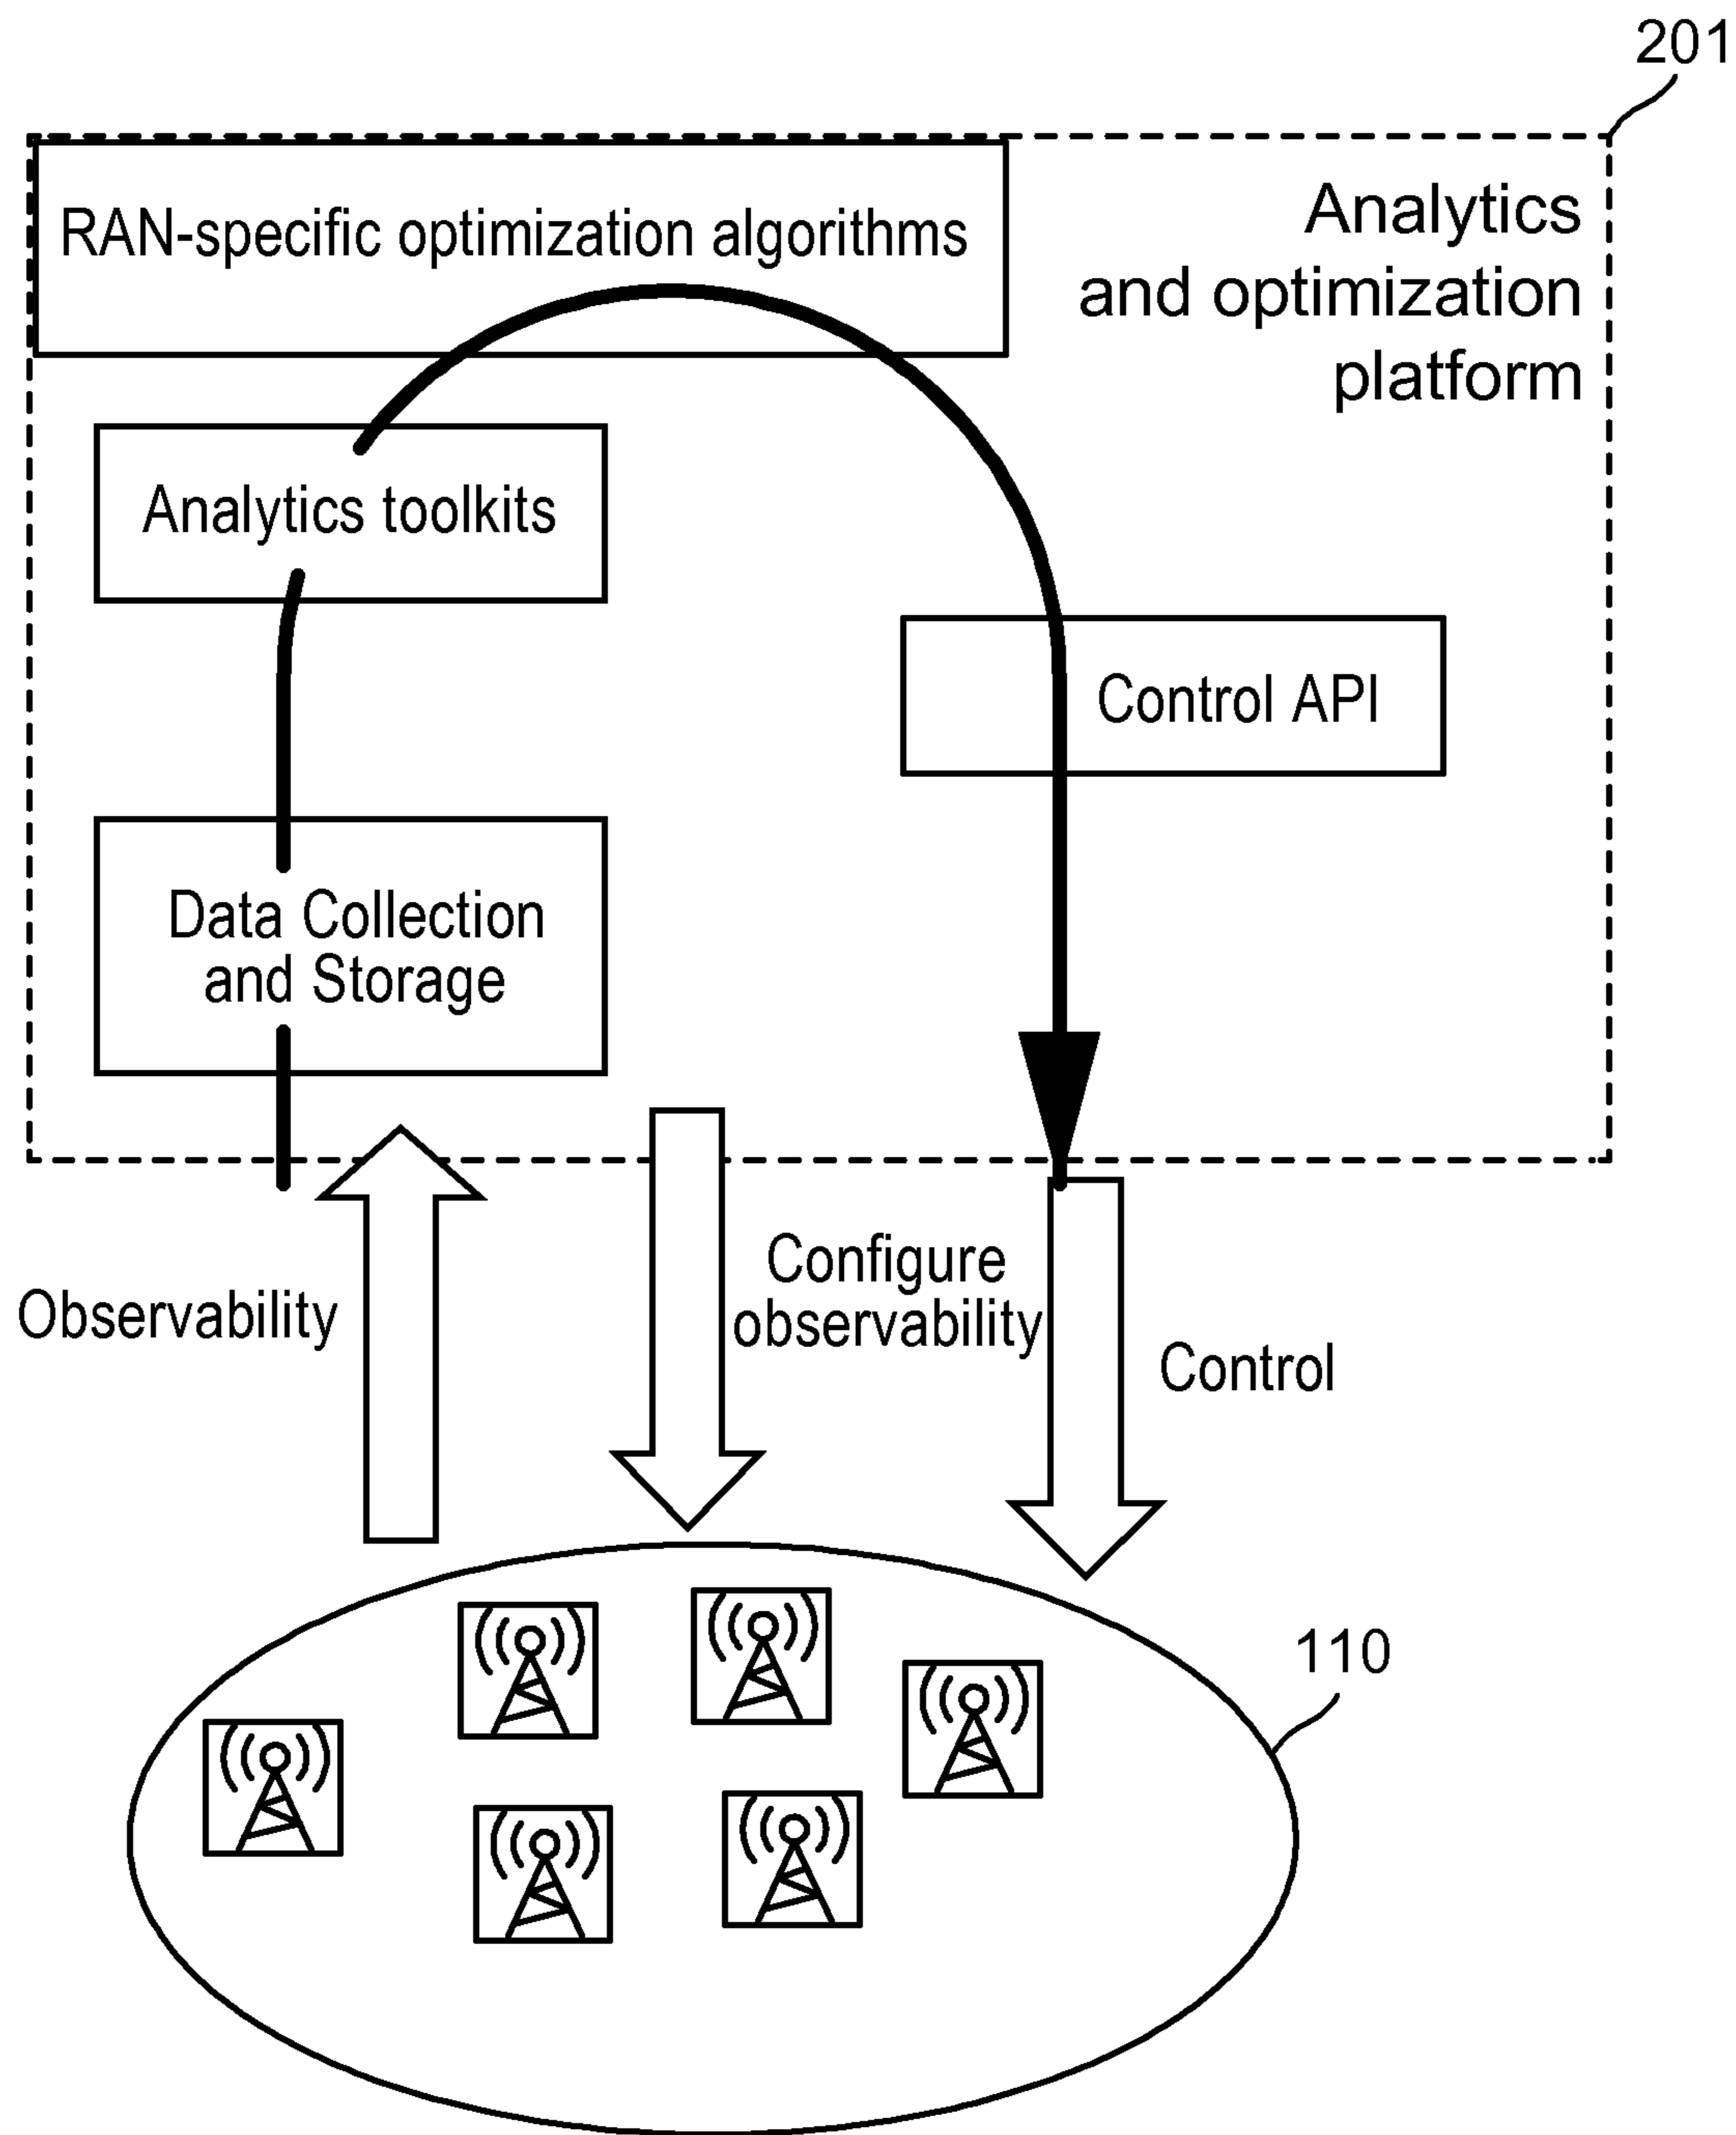 201
RAN-specific optimization algorithms
Analytics
and optimization
platform
Analytics toolkits
Control API
Data Collection
and Storage
Observability
Configure
observability
Control
110